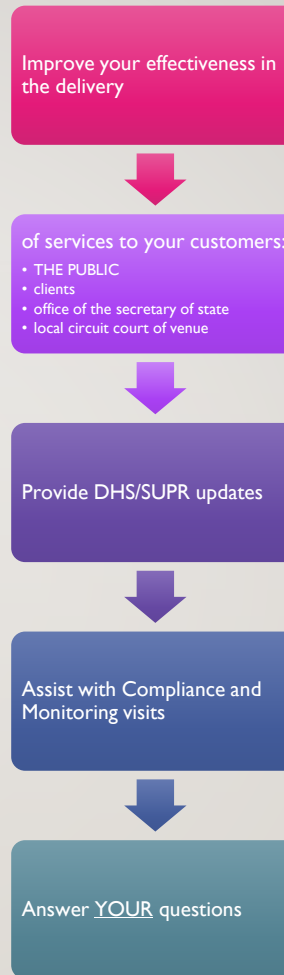 Improve your effectiveness in
the delivery
of services to your customers:
• THE PUBLIC
• clients
• office of the secretary of state
• local circuit court of venue
Provide DHS/SUPR updates
Assist with Compliance and
Monitoring visits
Answer YOUR questions